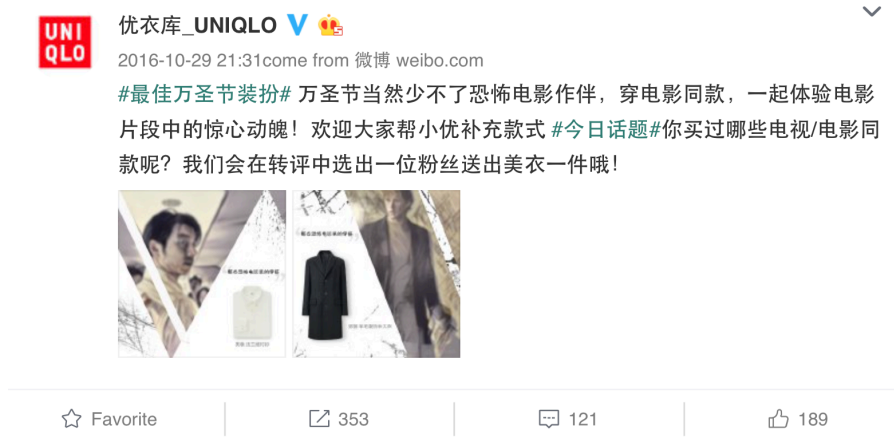 UNI
QLO
优衣库_UNIQLO
2016-10-29 21:31come from 微博 weibo.com
#最佳万圣节装扮# 万圣节当然少不了恐怖电影作伴，穿电影同款，一起体验电影
片段中的惊心动魄！欢迎大家帮小优补充款式 #今日话题#你买过哪些电视/电影同
款呢？我们会在转评中选出一位粉丝送出美衣一件哦！
Favorite
353
121
189